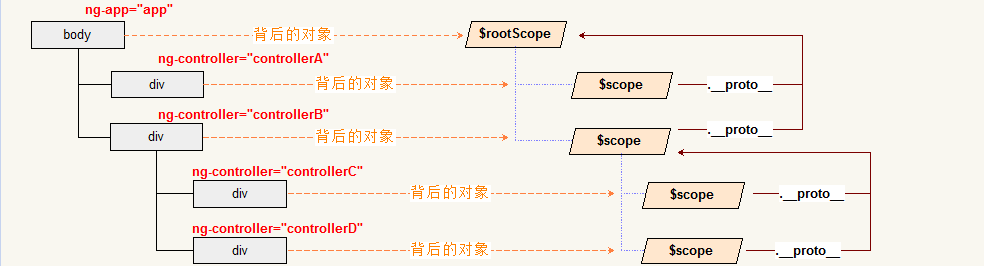 ng-app="app"
body 背后的对象 $rootScope
ng-controller="controllerA"
div 背后的对象 $scope .__proto__
ng-controller="controllerB"
div 背后的对象 $scope .__proto__
ng-controller="controllerC"
div 背后的对象 $scope .__proto__
ng-controller="controllerD"
div 背后的对象 $scope .__proto__